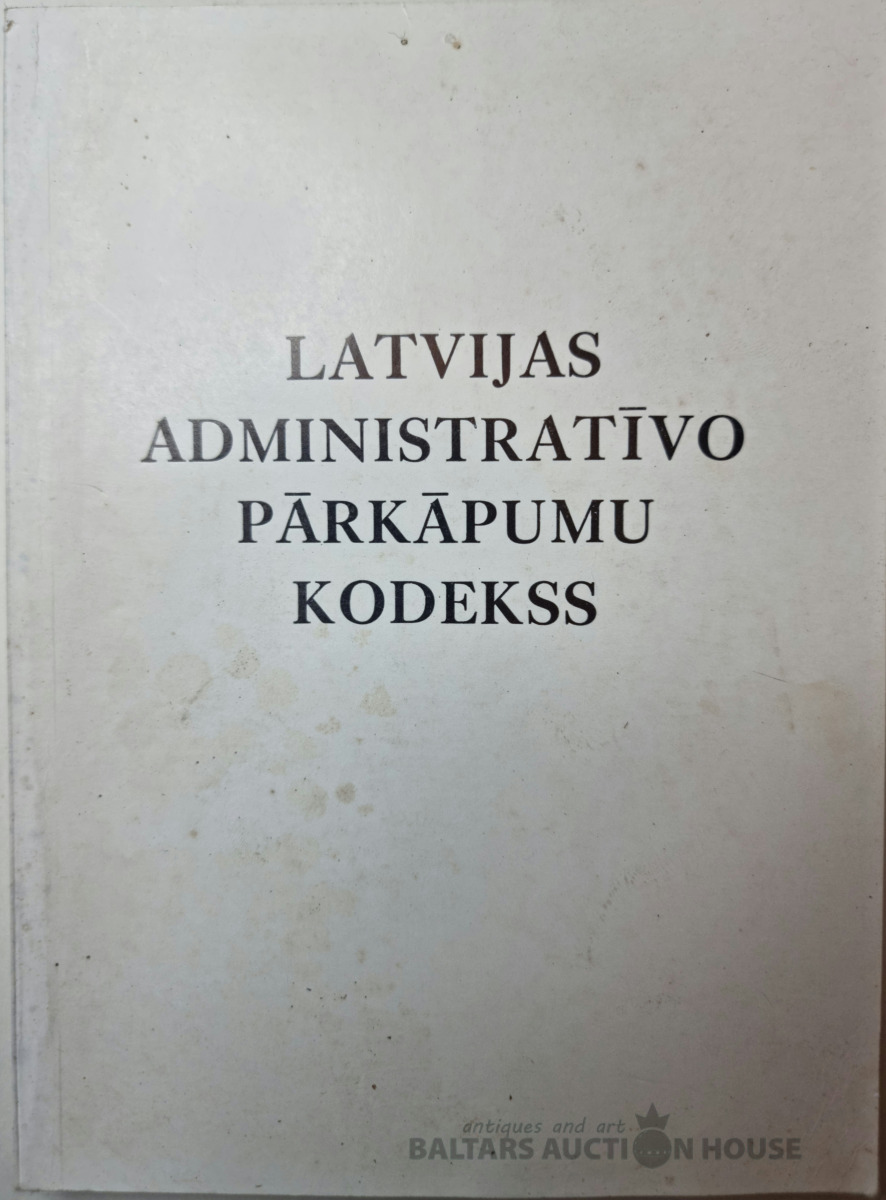 LATVIJAS
ADMINISTRATĪVO
PĀRKĀPUMU
KODEKSS
antiques and art
BALTARS AUCTION HOUSE